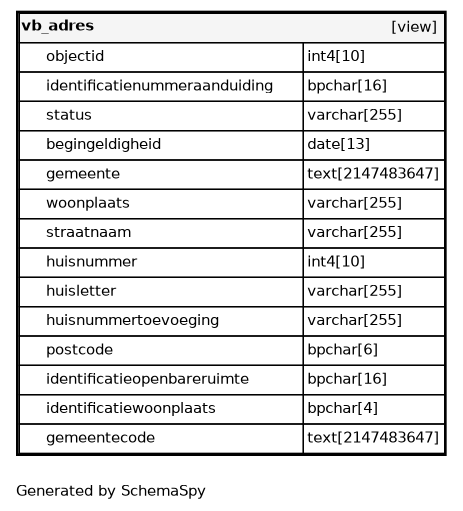 vb_adres [view]
objectid int4[10]
identificatienummeraanduiding bpchar[16]
status varchar[255]
begingeldigheid date[13]
gemeente text[2147483647]
woonplaats varchar[255]
straatnaam varchar[255]
huisnummer int4[10]
huisletter varchar[255]
huisnummertoevoeging varchar[255]
postcode bpchar[6]
identificatieopenbareruimte bpchar[16]
identificatiewoonplaats bpchar[4]
gemeentecode text[2147483647]
Generated by SchemaSpy